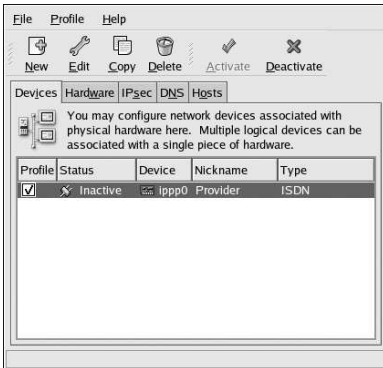 File Profile Help
New Edit Copy Delete Activate Deactivate
Devices Hardware IPsec DNS Hosts
You may configure network devices associated with
physical hardware here. Multiple logical devices can be
associated with a single piece of hardware.
Profile Status Device Nickname Type
Inactive ippp0 Provider ISDN